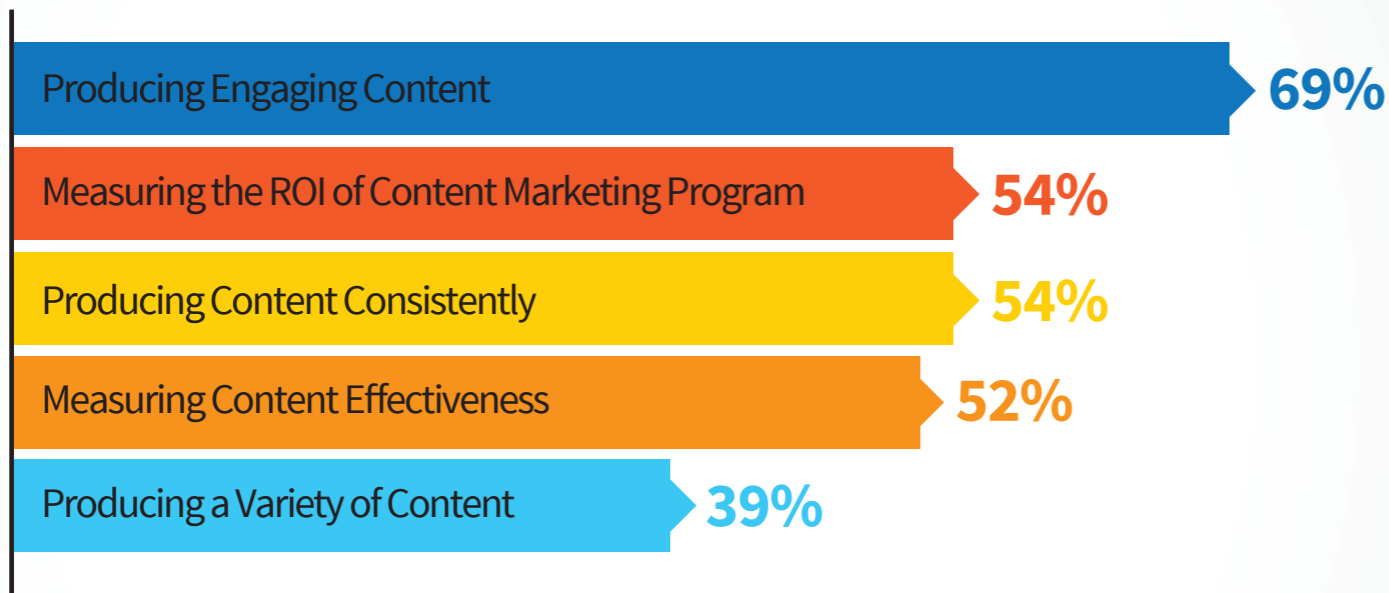 Producing Engaging Content 69%
Measuring the ROI of Content Marketing Program 54%
Producing Content Consistently 54%
Measuring Content Effectiveness 52%
Producing a Variety of Content 39%